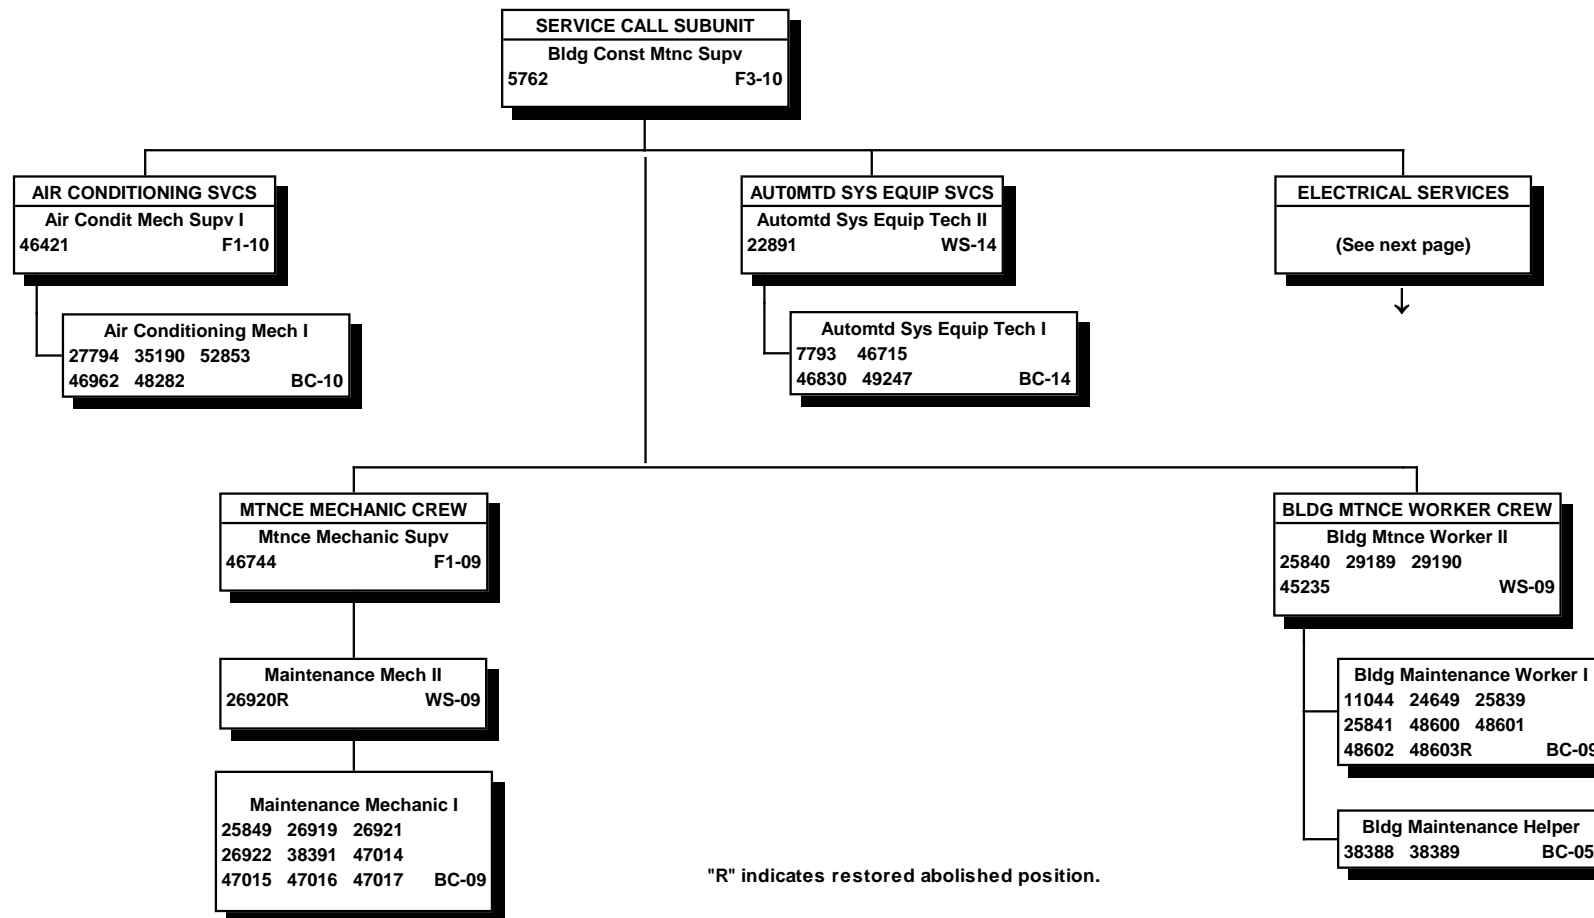 SERVICE CALL SUBUNIT
Bldg Const Mtnc Supv
5762 F3-10
AIR CONDITIONING SVCS
Air Condit Mech Supv I
46421 F1-10
Air Conditioning Mech I
27794 35190 52853
46962 48282 BC-10
AUT0MTD SYS EQUIP SVCS
Automtd Sys Equip Tech II
22891 WS-14
Automtd Sys Equip Tech I
7793 46715
46830 49247 BC-14
ELECTRICAL SERVICES
(See next page)
MTNCE MECHANIC CREW
Mtnce Mechanic Supv
46744 F1-09
Maintenance Mech II
26920R WS-09
Maintenance Mechanic I
25849 26919 26921
26922 38391 47014
47015 47016 47017 BC-09
BLDG MTNCE WORKER CREW
Bldg Mtnce Worker II
25840 29189 29190
45235 WS-09
Bldg Maintenance Worker I
11044 24649 25839
25841 48600 48601
48602 48603R BC-09
Bldg Maintenance Helper
38388 38389 BC-05
"R" indicates restored abolished position.